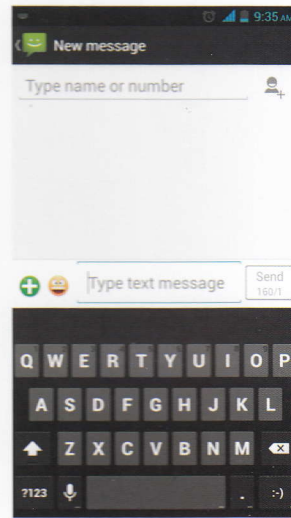 9:35 AM
New message
Type name or number
Type text message
Send
160/1
Q W E R T Y U I O P
A S D F G H J K L
Z X C V B N M
?123 . :-)